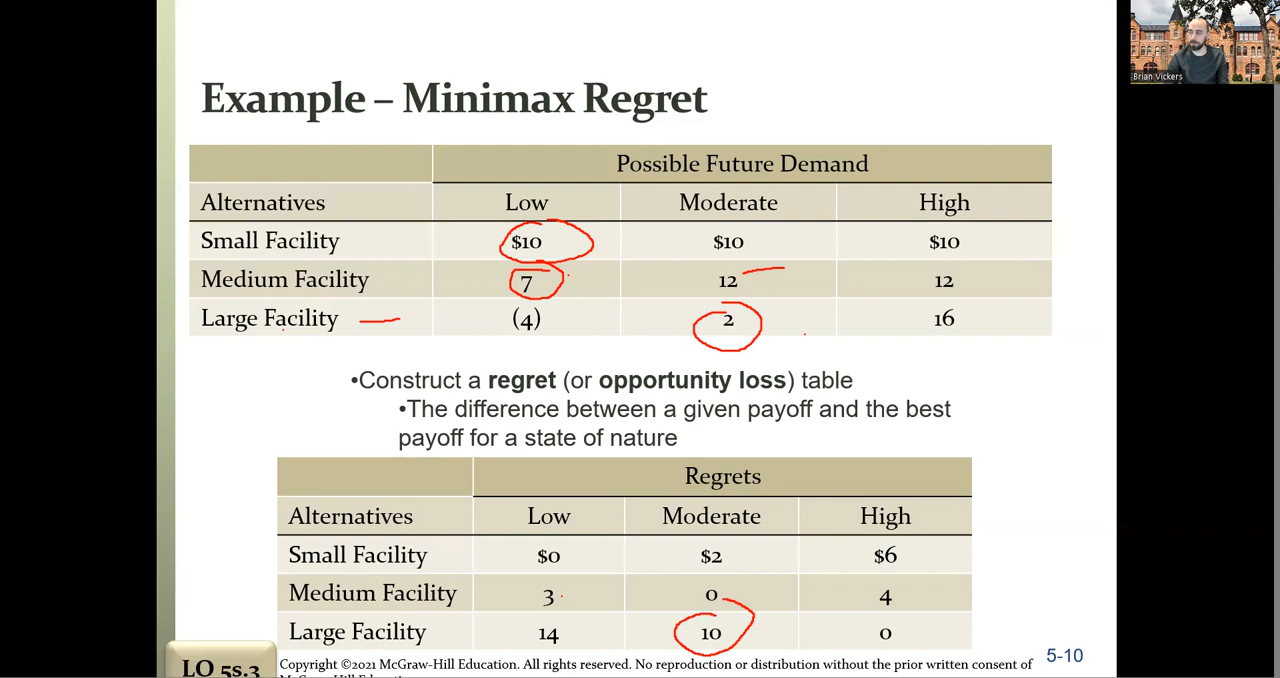 Brian Vickers
Example – Minimax Regret
Possible Future Demand
Alternatives Low Moderate High
Small Facility $10 $10 $10
Medium Facility 7 12 12
Large Facility (4) 2 16
•Construct a regret (or opportunity loss) table
•The difference between a given payoff and the best
payoff for a state of nature
Regrets
Alternatives Low Moderate High
Small Facility $0 $2 $6
Medium Facility 3 0 4
Large Facility 14 10 0
LO 5s.3
Copyright ©2021 McGraw-Hill Education. All rights reserved. No reproduction or distribution without the prior written consent of
5-10